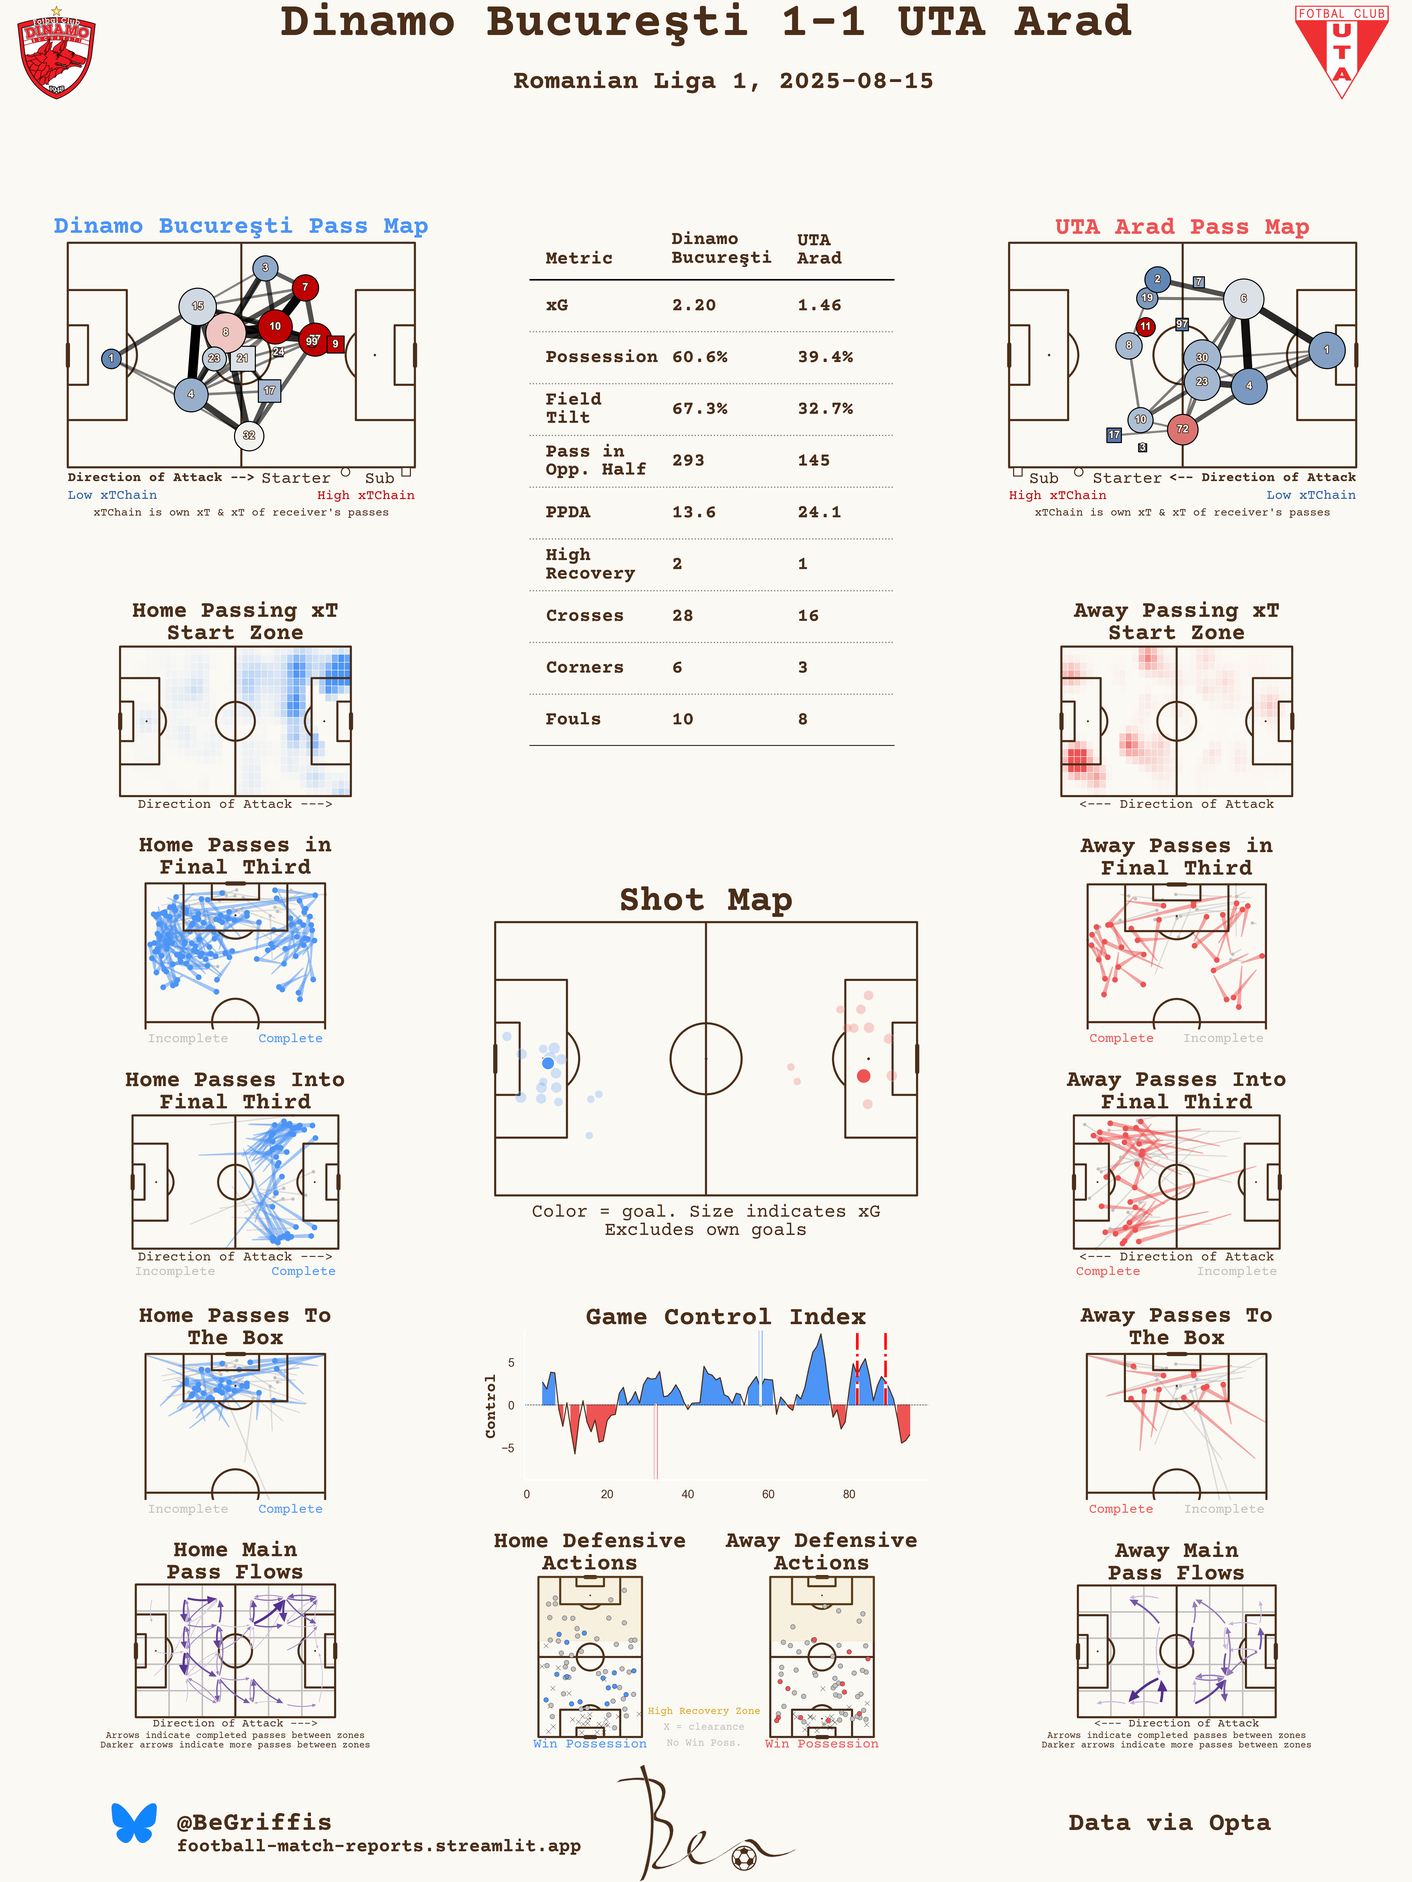 Dinamo Bucureşti 1-1 UTA Arad
Romanian Liga 1, 2025-08-15
Fotbal Club
DINAMO
BUCURESTI
1948
FOTBAL CLUB
U
T
A
Dinamo Bucureşti Pass Map
3
7
15
8
10
77
99
9
1
23
21
24
4
17
32
Direction of Attack --> Starter Sub
Low xTChain High xTChain
xTChain is own xT & xT of receiver's passes
Metric Dinamo Bucureşti UTA Arad
xG 2.20 1.46
Possession 60.6% 39.4%
Field Tilt 67.3% 32.7%
Pass in Opp. Half 293 145
PPDA 13.6 24.1
High Recovery 2 1
Crosses 28 16
Corners 6 3
Fouls 10 8
UTA Arad Pass Map
2
7
19
6
11
97
8
30
1
23
4
10
72
17
3
Sub Starter <-- Direction of Attack
High xTChain Low xTChain
xTChain is own xT & xT of receiver's passes
Home Passing xT
Start Zone
Direction of Attack --->
Away Passing xT
Start Zone
<--- Direction of Attack
Home Passes in
Final Third
Incomplete Complete
Away Passes in
Final Third
Complete Incomplete
Shot Map
Color = goal. Size indicates xG
Excludes own goals
Home Passes Into
Final Third
Direction of Attack --->
Incomplete Complete
Away Passes Into
Final Third
<--- Direction of Attack
Complete Incomplete
Home Passes To
The Box
Incomplete Complete
Game Control Index
Control
5
0
−5
0 20 40 60 80
Away Passes To
The Box
Complete Incomplete
Home Main
Pass Flows
Direction of Attack --->
Arrows indicate completed passes between zones
Darker arrows indicate more passes between zones
Home Defensive
Actions
Win Possession
Away Defensive
Actions
Win Possession
High Recovery Zone
X = clearance
No Win Poss.
Away Main
Pass Flows
<--- Direction of Attack
Arrows indicate completed passes between zones
Darker arrows indicate more passes between zones
@BeGriffis
football-match-reports.streamlit.app
Ben
Data via Opta